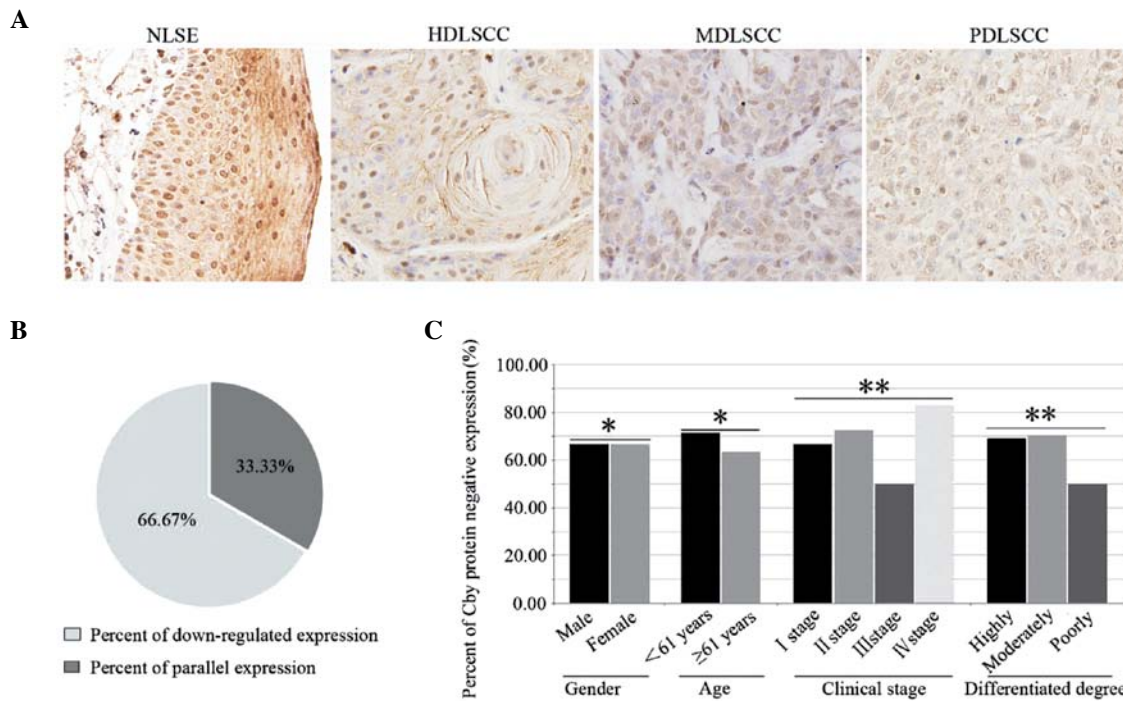 A
NLSE HDLSCC MDLSCC PDLSCC
B
33.33%
66.67%
Percent of down-regulated expression
Percent of parallel expression
C
Percent of Cby protein negative expression (%)
100.00
80.00
60.00
40.00
20.00
0.00
* * ** **
Male Female <61 years ≥61 years I stage II stage III stage IV stage Highly Moderately Poorly
Gender Age Clinical stage Differentiated degree